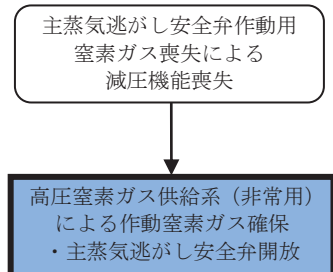 主蒸気逃がし安全弁作動用
窒素ガス喪失による
減圧機能喪失
高圧窒素ガス供給系（非常用）
による作動窒素ガス確保
・主蒸気逃がし安全弁開放